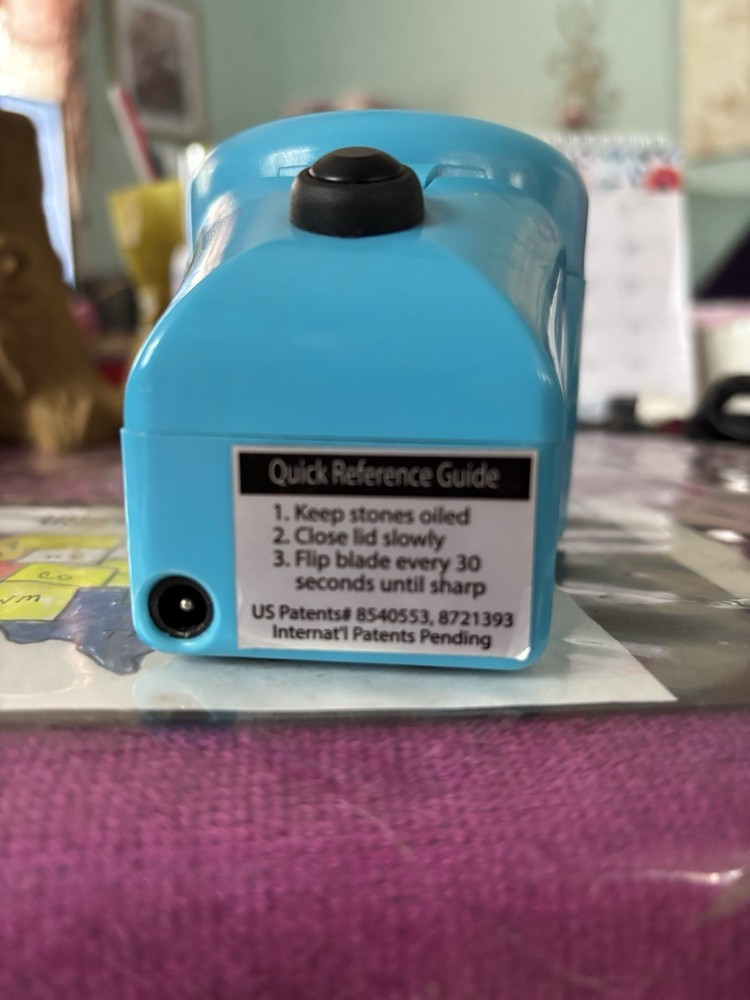 Quick Reference Guide
1. Keep stones oiled
2. Close lid slowly
3. Flip blade every 30
seconds until sharp
US Patents# 8540553, 8721393
Internat'l Patents Pending